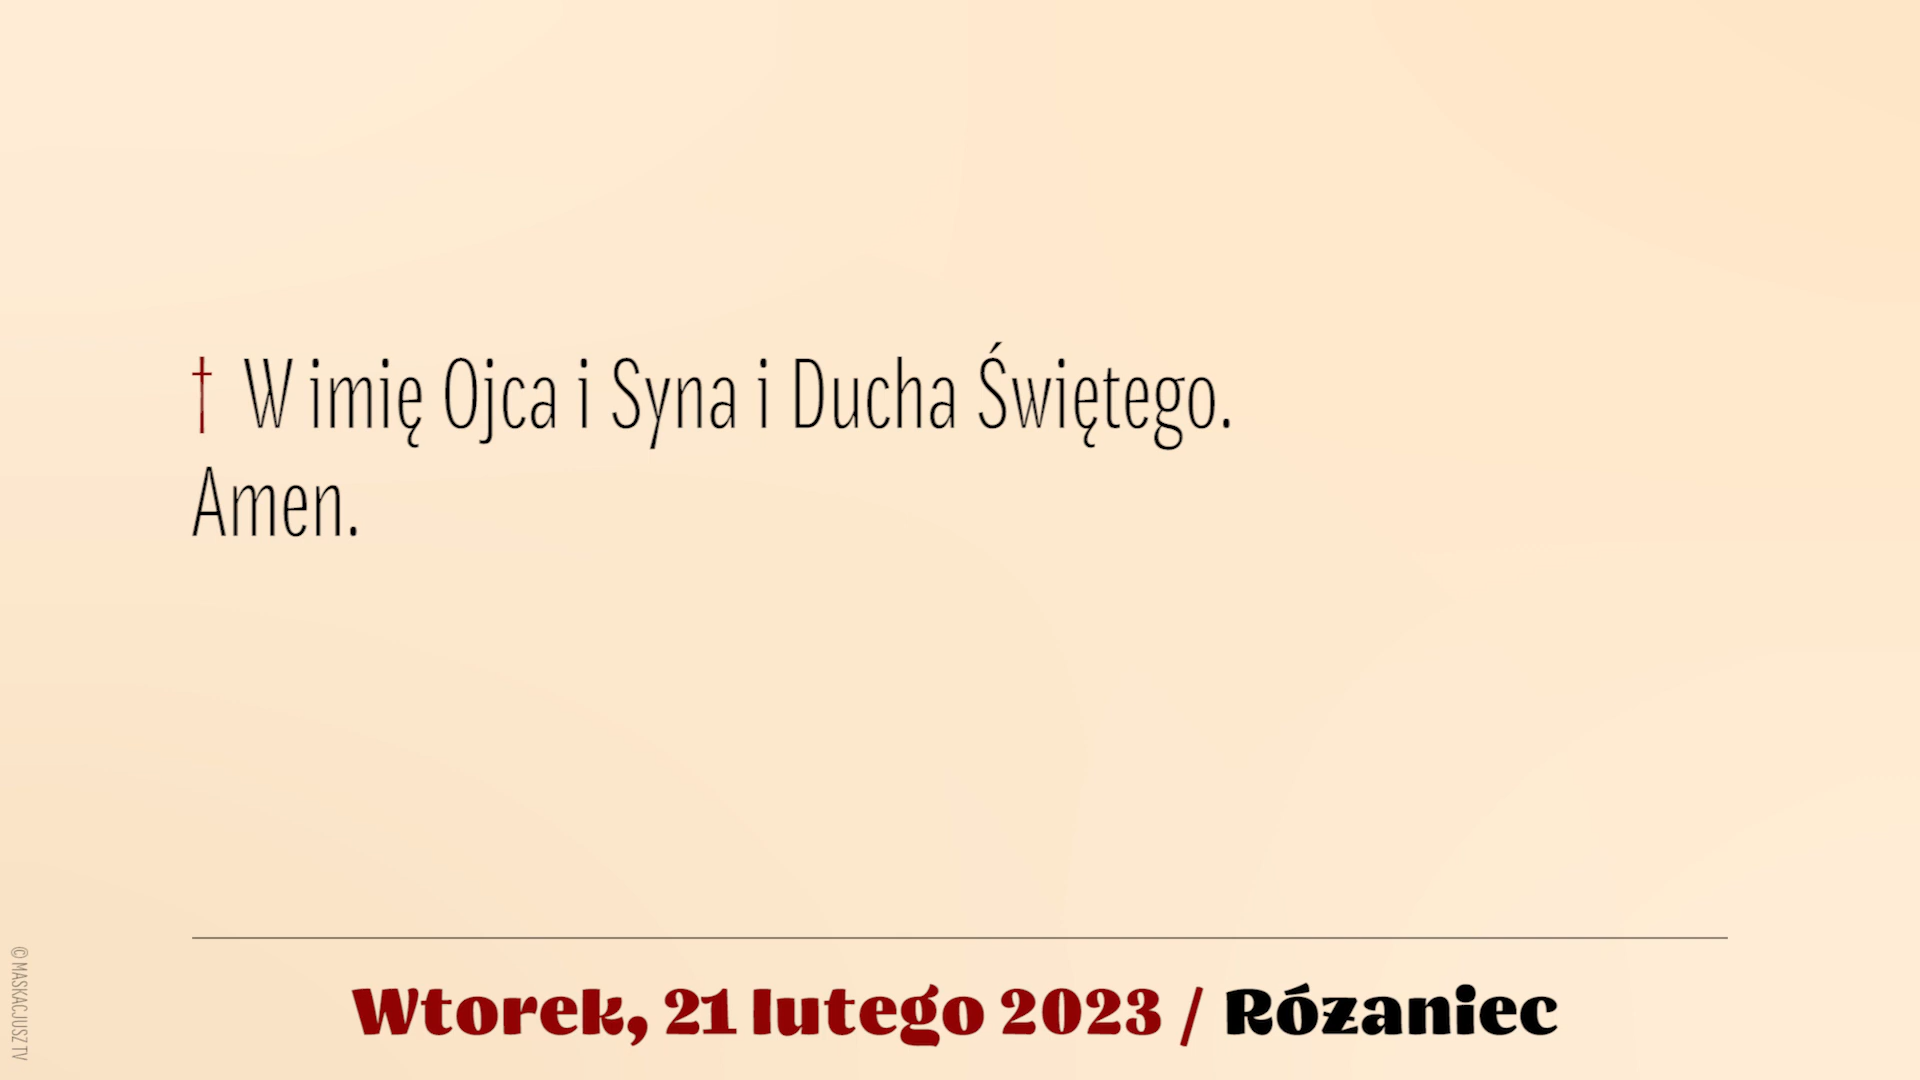 † W imię Ojca i Syna i Ducha Świętego.
Amen.
Wtorek, 21 lutego 2023 / Różaniec
© MASKACJUSZ TV